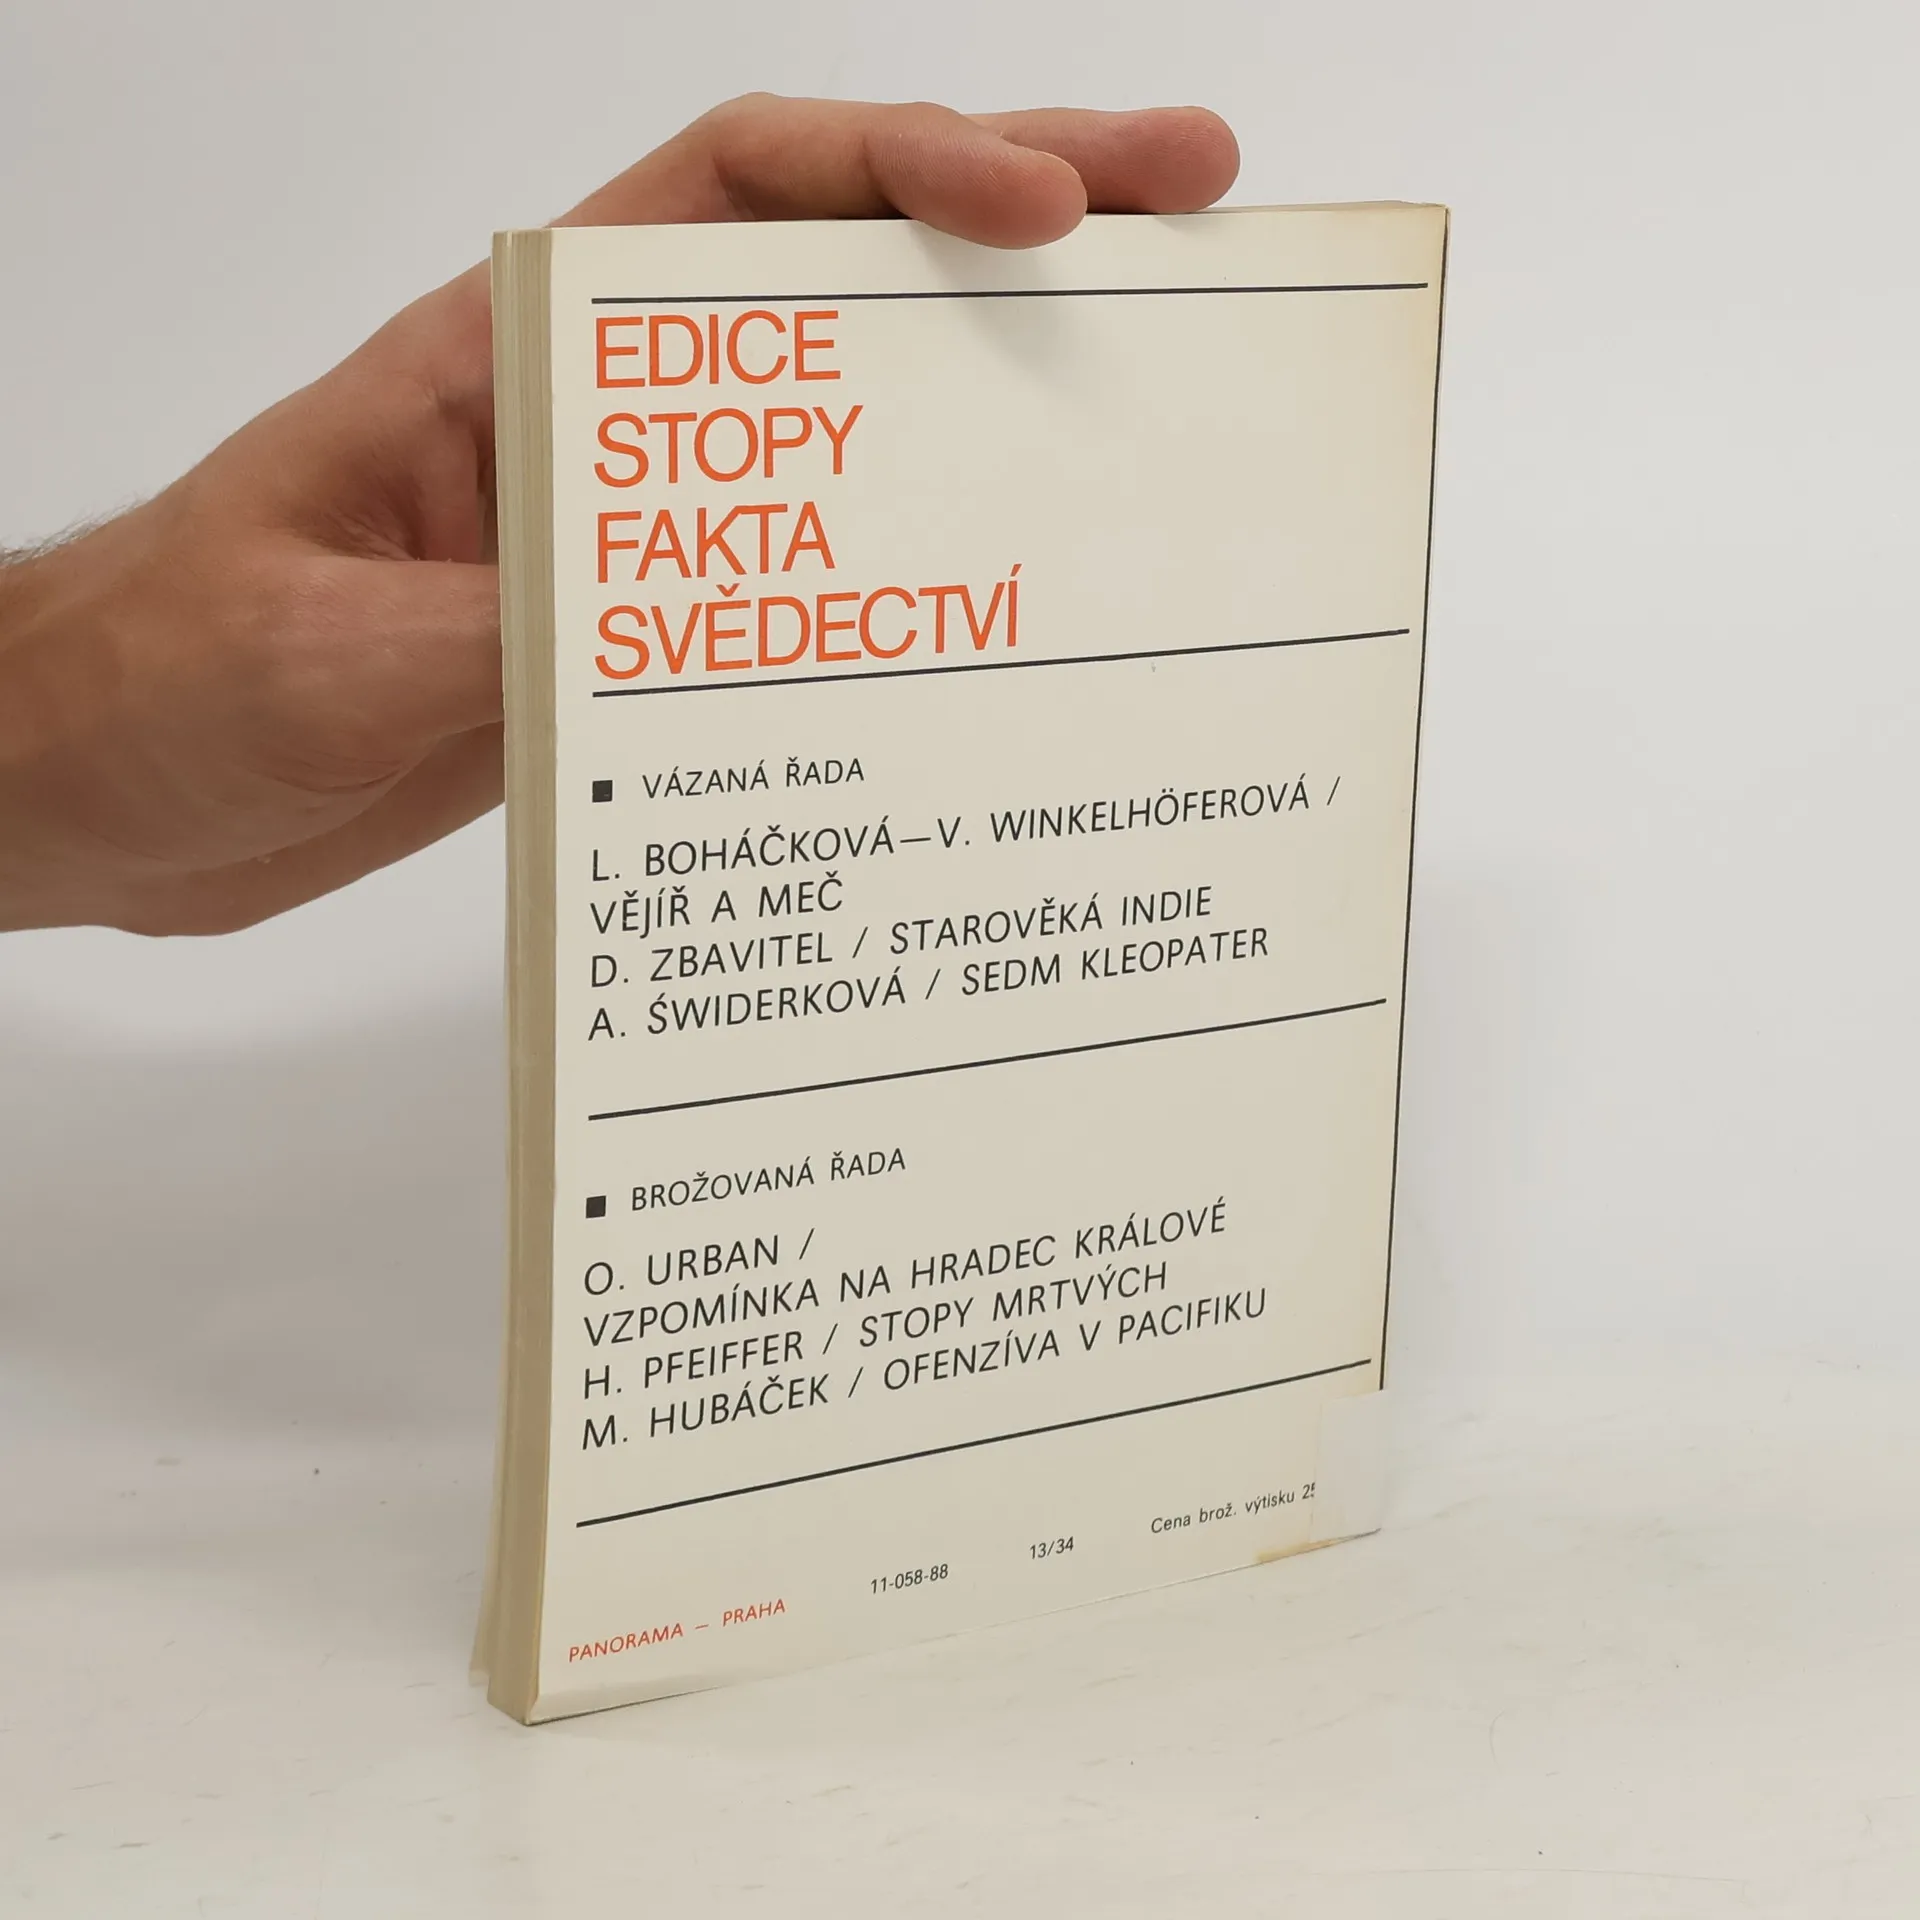 EDICE
STOPY
FAKTA
SVĚDECTVÍ
■ VÁZANÁ ŘADA
L. BOHÁČKOVÁ—V. WINKELHÖFEROVÁ /
VĚJÍŘ A MEČ
D. ZBAVITEL / STAROVĚKÁ INDIE
A. ŚWIDERKOVÁ / SEDM KLEOPATER
■ BROŽOVANÁ ŘADA
O. URBAN /
VZPOMÍNKA NA HRADEC KRÁLOVÉ
H. PFEIFFER / STOPY MRTVÝCH
M. HUBÁČEK / OFENZÍVA V PACIFIKU
PANORAMA — PRAHA 11-058-88 13/34 Cena brož. výtisku